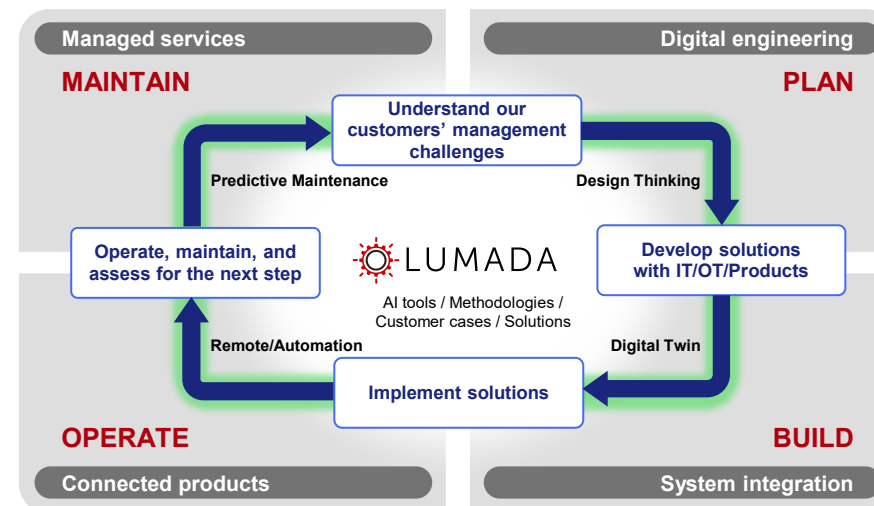 Managed services
Digital engineering
MAINTAIN
PLAN
Understand our
customers’ management
challenges
Predictive Maintenance
Design Thinking
Operate, maintain, and
assess for the next step
LUMADA
Develop solutions
with IT/OT/Products
AI tools / Methodologies /
Customer cases / Solutions
Remote/Automation
Digital Twin
Implement solutions
OPERATE
BUILD
Connected products
System integration